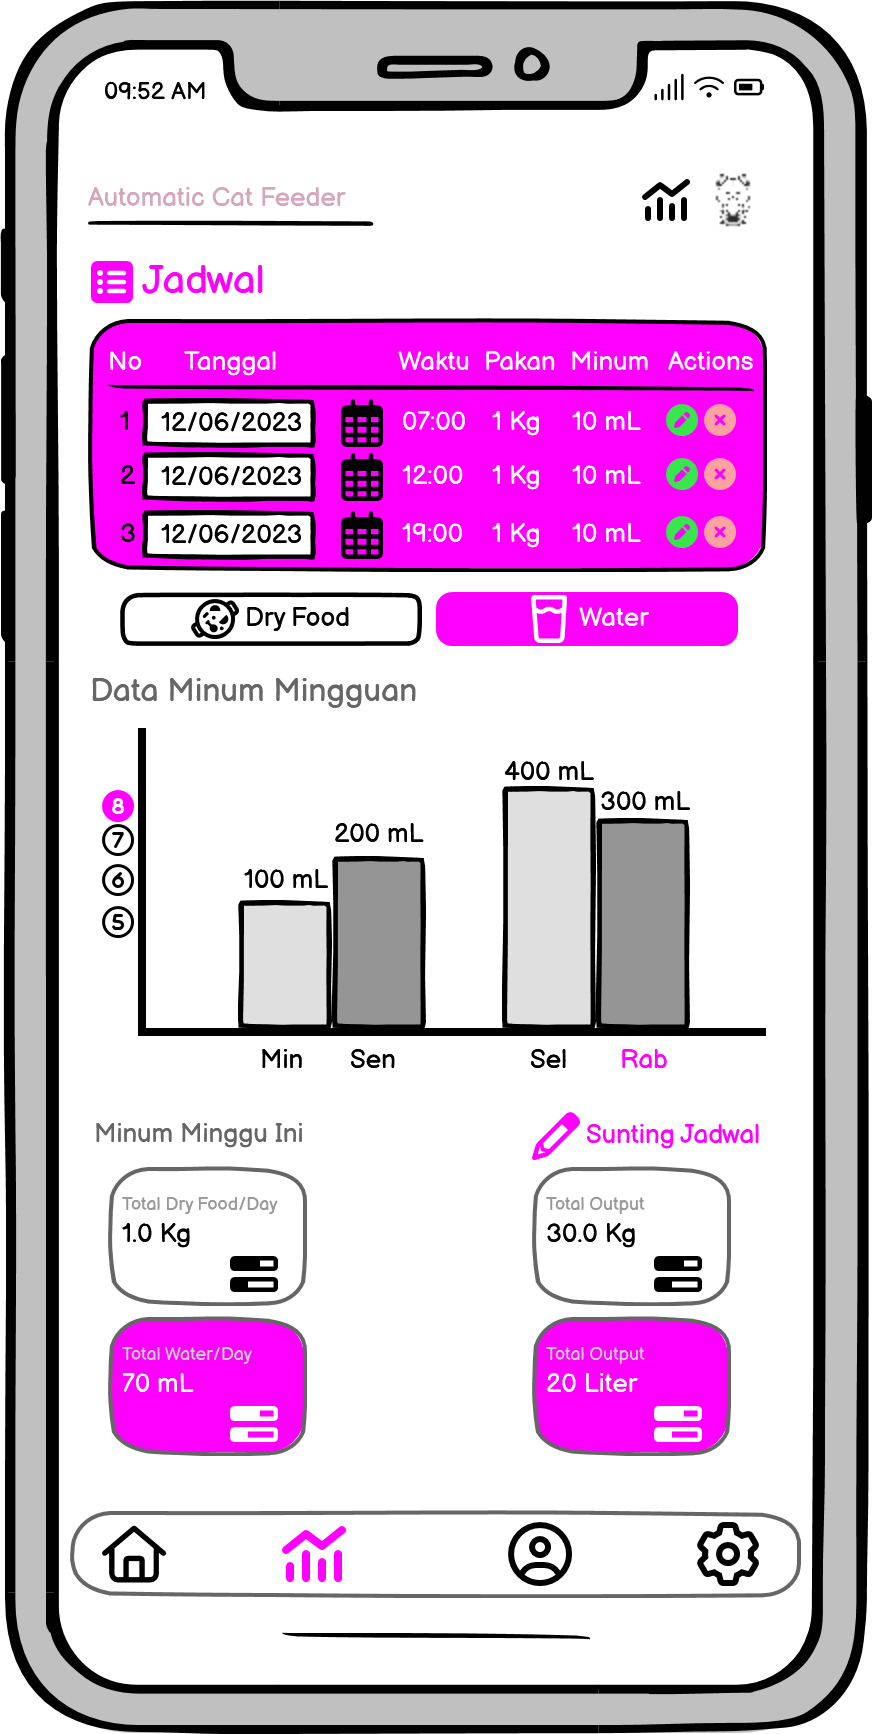 09:52 AM
Automatic Cat Feeder
Jadwal
No Tanggal Waktu Pakan Minum Actions
1 12/06/2023 07:00 1 Kg 10 mL
2 12/06/2023 12:00 1 Kg 10 mL
3 12/06/2023 19:00 1 Kg 10 mL
Dry Food Water
Data Minum Mingguan
400 mL
300 mL
8
200 mL
7
100 mL
6
5
Min Sen Sel Rab
Minum Minggu Ini Sunting Jadwal
Total Dry Food/Day Total Output
1.0 Kg 30.0 Kg
Total Water/Day Total Output
70 mL 20 Liter